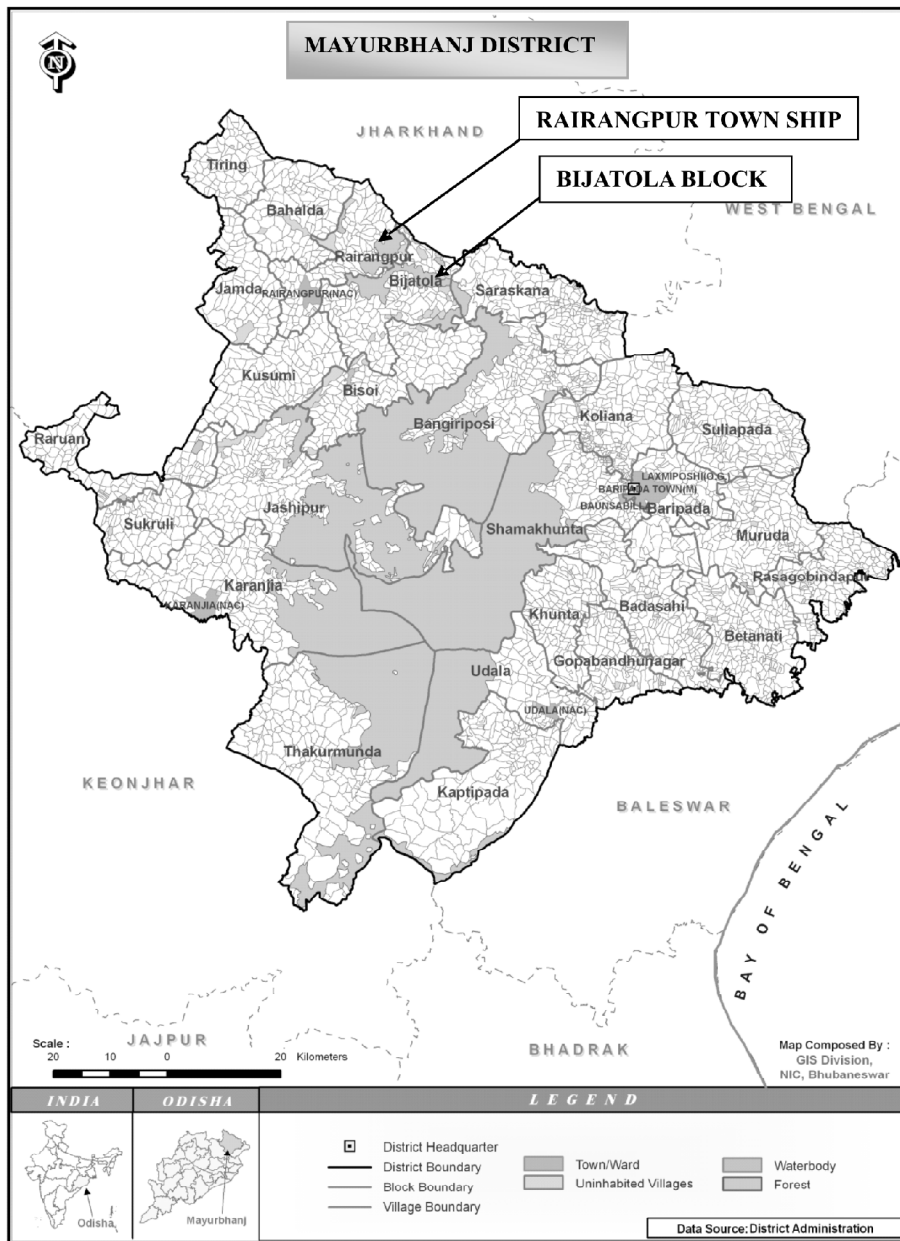 MAYURBHANJ DISTRICT
N
RAIRANGPUR TOWN SHIP
JHARKHAND
BIJATOLA BLOCK
WEST BENGAL
Tiring
Bahalda
Rairangpur
Bijatola
Jamda
RAIRANGPUR(NAC)
Saraskana
Kusumi
Bisoi
Bangiriposi
Koliana
Suliapada
Raruan
LAXMIPOSHI(O.G.)
BARIPADA TOWN(M)
BAUNSABILA
Baripada
Jashipur
Sukruli
Shamakhunta
Muruda
Rasagobindapur
Karanjia
KARANJIA(NAC)
Khunta
Badasahi
Betanati
Gopabandhunagar
Udala
UDALA(NAC)
Thakurmunda
Kaptipada
KEONJHAR
BALESWAR
BAY OF BENGAL
JAJPUR
BHADRAK
Scale :
20 10 0 20 Kilometers
Map Composed By :
GIS Division,
NIC, Bhubaneswar
INDIA
ODISHA
LEGEND
Odisha
Mayurbhanj
District Headquarter
District Boundary
Block Boundary
Village Boundary
Town/Ward
Uninhabited Villages
Waterbody
Forest
Data Source:District Administration